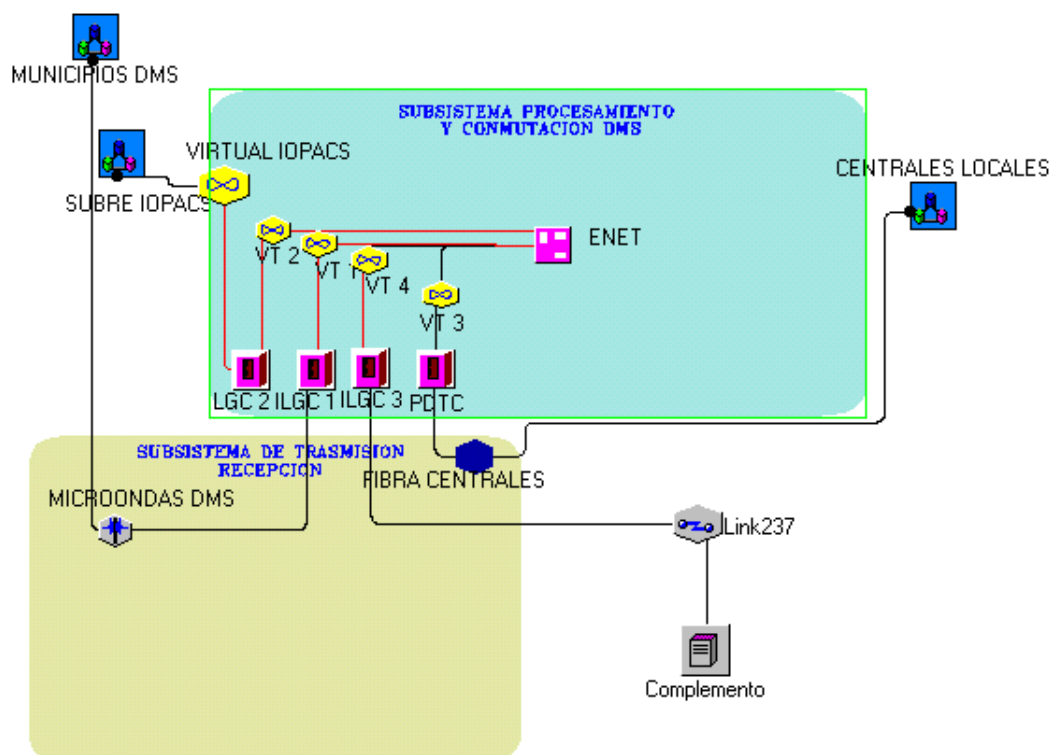 MUNICIPIOS DMS
SUBSISTEMA PROCESAMIENTO
Y CONMUTACION DMS
VIRTUAL IOPACS
CENTRALES LOCALES
SUBRE IOPACS
ENET
VT 2
VT 1
VT 4
VT 3
LGC 2
ILGC 1
ILGC 3
PDTC
SUBSISTEMA DE TRASMISION
RECEPCION
FIBRA CENTRALES
MICROONDAS DMS
Link237
Complemento